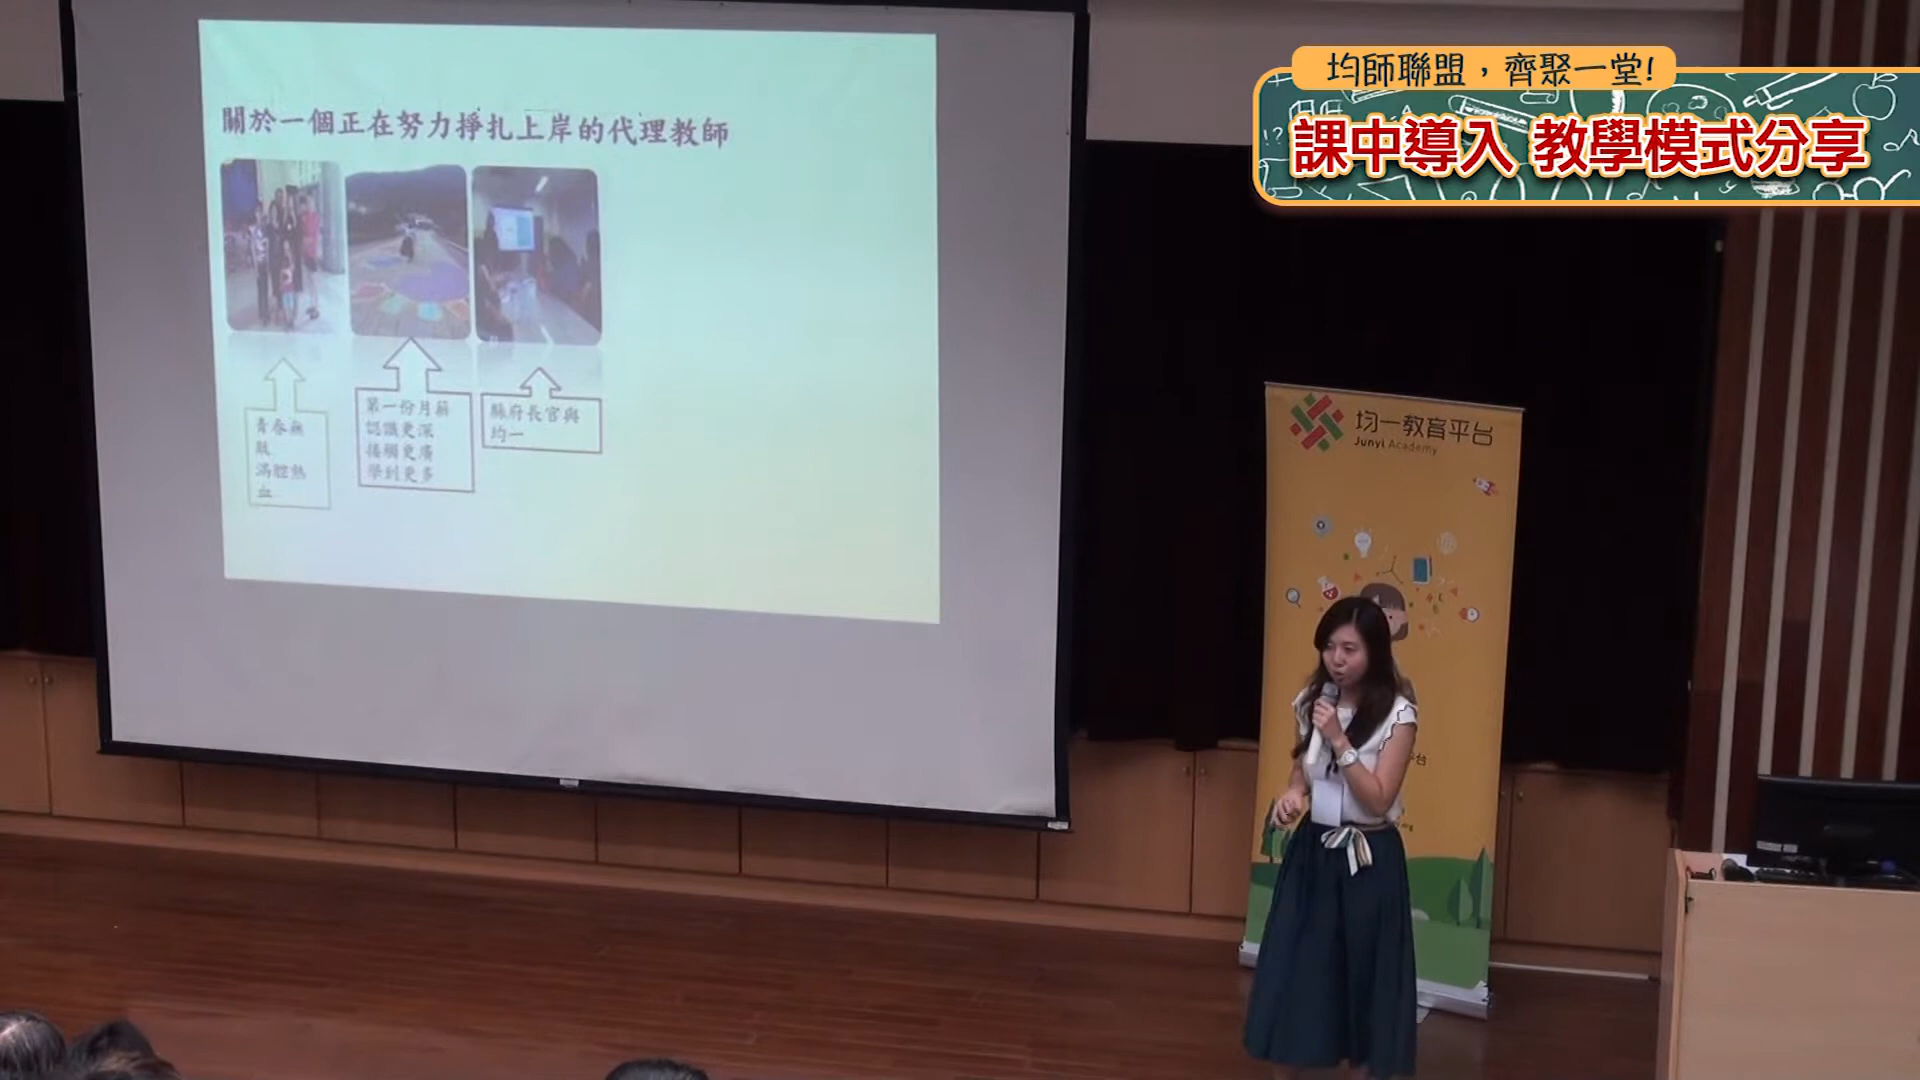 均師聯盟，齊聚一堂!
課中導入 教學模式分享
關於一個正在努力掙扎上岸的代理教師
青春無
敵
滿腔熱
血
第一份月薪
認識更深
接觸更廣
學到更多
縣府長官與
均一
均一教育平台
Junyi Academy
台